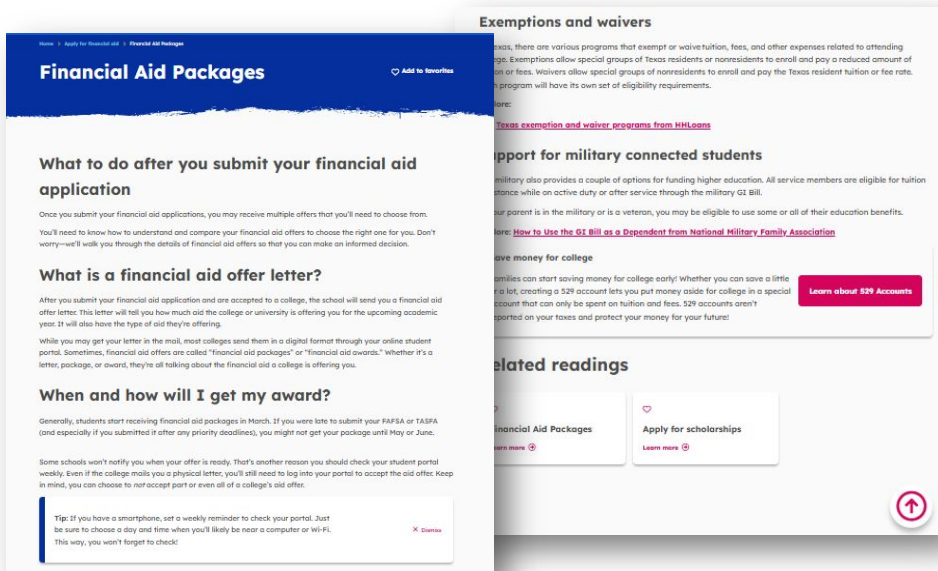 Home > Apply for financial aid > Financial Aid Packages
Financial Aid Packages
Add to favorites
What to do after you submit your financial aid
application
Once you submit your financial aid applications, you may receive multiple offers that you'll need to choose from.
You'll need to know how to understand and compare your financial aid offers to choose the right one for you. Don't
worry—we'll walk you through the details of financial aid offers so that you can make an informed decision.
What is a financial aid offer letter?
After you submit your financial aid application and are accepted to a college, the school will send you a financial aid
offer letter. This letter will tell you how much aid the college or university is offering you for the upcoming academic
year. It will also have the type of aid they're offering.
While you may get your letter in the mail, most colleges send them in a digital format through your online student
portal. Sometimes, financial aid offers are called "financial aid packages" or "financial aid awards." Whether it's a
letter, package, or award, they're all talking about the financial aid a college is offering you.
When and how will I get my award?
Generally, students start receiving financial aid packages in March. If you were late to submit your FAFSA or TASFA
(and especially if you submitted it after any priority deadlines), you might not get your package until May or June.
Some schools won't notify you when your offer is ready. That's another reason you should check your student portal
weekly. Even if the college mails you a physical letter, you'll still need to log into your portal to accept the aid offer. Keep
in mind, you can choose to not accept part or even all of a college's aid offer.
Tip: If you have a smartphone, set a weekly reminder to check your portal. Just
be sure to choose a day and time when you'll likely be near a computer or Wi-Fi.
This way, you won't forget to check!
Dismiss
Exemptions and waivers
there are various programs that exempt or waive tuition, fees, and other expenses related to attending
Exemptions allow special groups of Texas residents or nonresidents to enroll and pay a reduced amount of
or fees. Waivers allow special groups of nonresidents to enroll and pay the Texas resident tuition or fee rate.
program will have its own set of eligibility requirements.
Texas exemption and waiver programs from HHLoans
military connected students
military also provides a couple of options for funding higher education. All service members are eligible for tuition
while on active duty or after service through the military GI Bill.
parent is in the military or is a veteran, you may be eligible to use some or all of their education benefits.
How to Use the GI Bill as a Dependent from National Military Family Association
money for college
can start saving money for college early! Whether you can save a little
a lot, creating a 529 account lets you put money aside for college in a special
that can only be spent on tuition and fees. 529 accounts aren't
on your taxes and protect your money for your future!
Learn about 529 Accounts
readings
Aid Packages
more
Apply for scholarships
Learn more